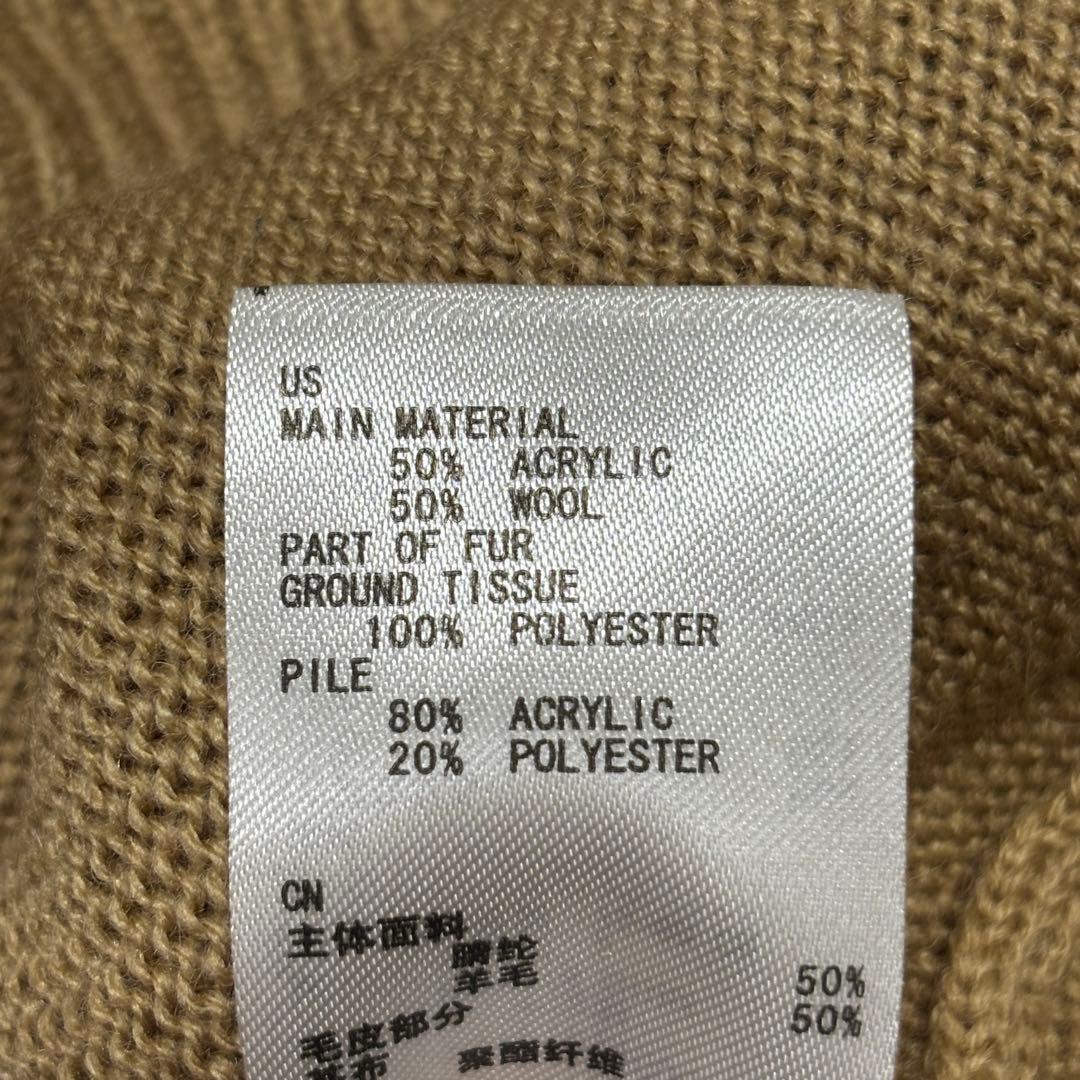 US
MAIN MATERIAL
50% ACRYLIC
50% WOOL
PART OF FUR
GROUND TISSUE
100% POLYESTER
PILE
80% ACRYLIC
20% POLYESTER
CN
主体面料
腈纶 50%
羊毛 50%
毛皮部分
基布 聚酯纤维